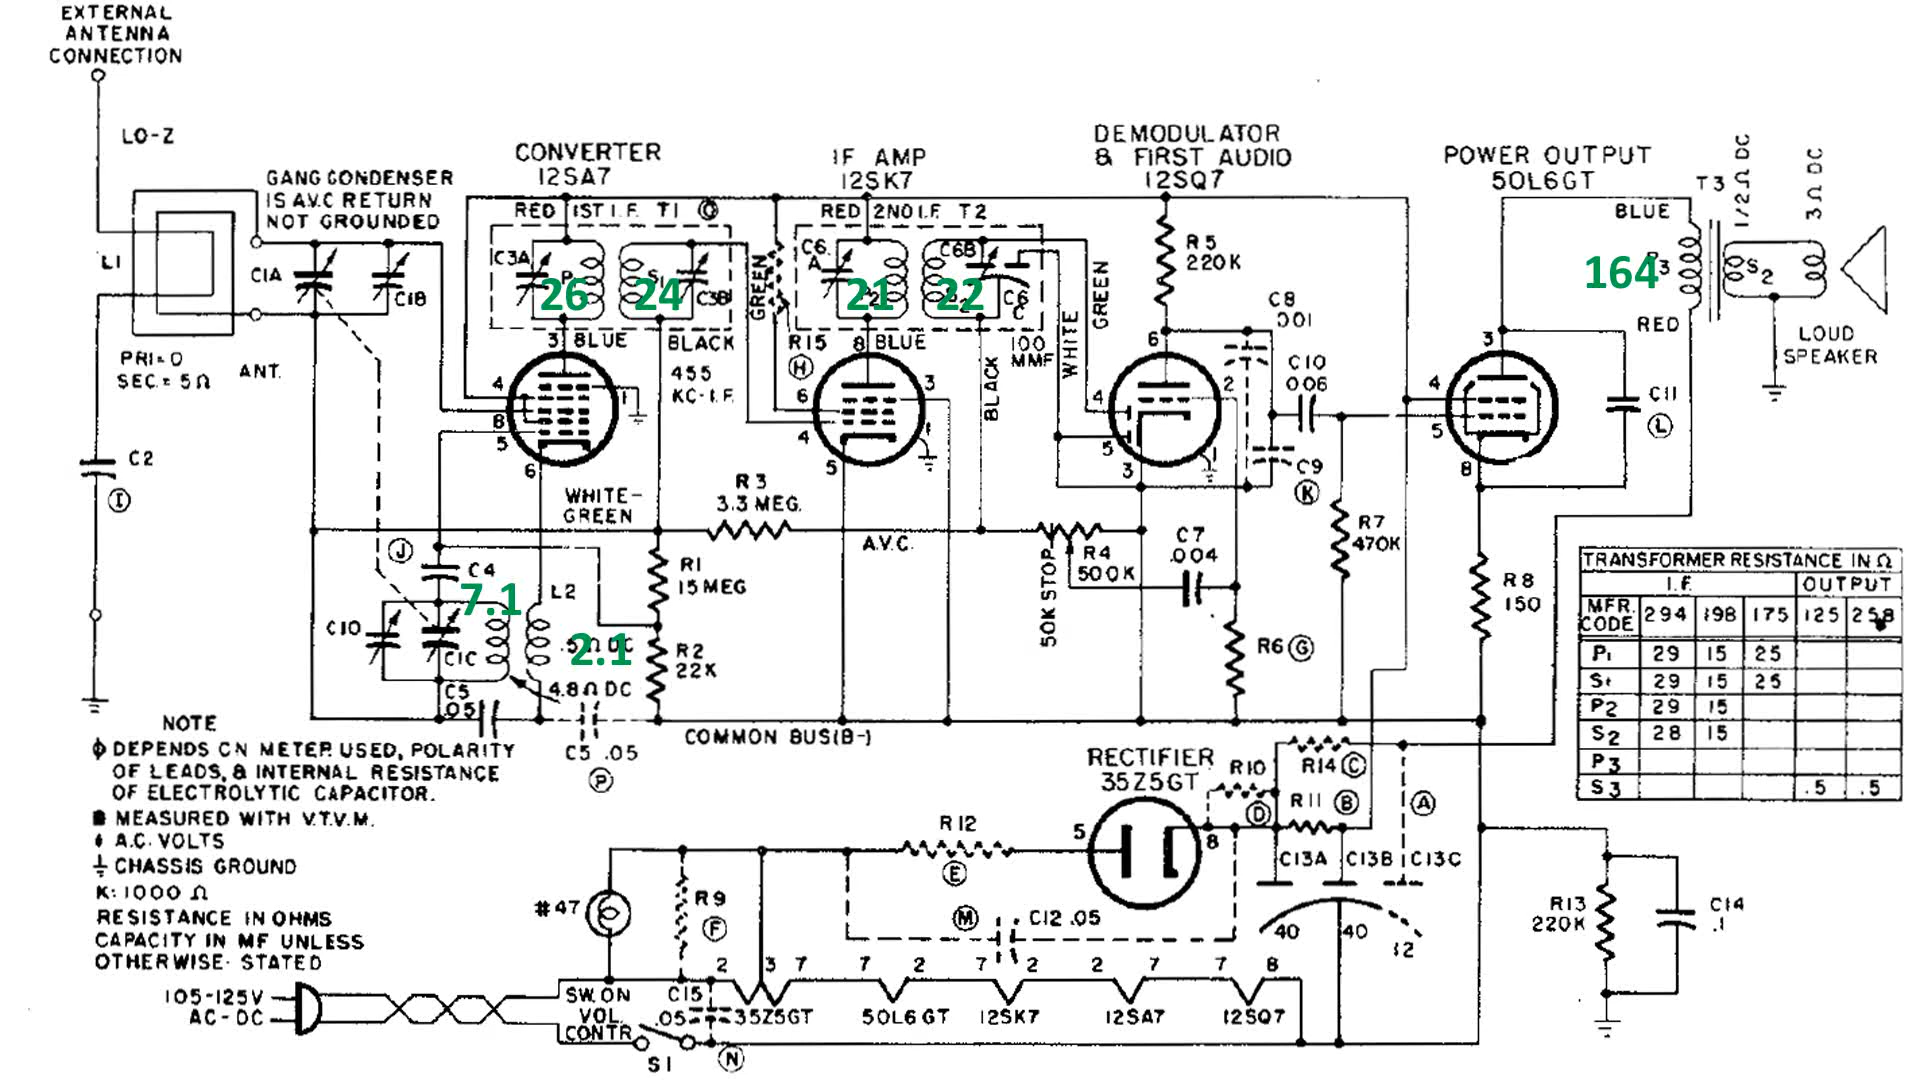 EXTERNAL
ANTENNA
CONNECTION
LO-Z
GANG CONDENSER
IS A.V.C RETURN
NOT GROUNDED
CONVERTER
12SA7
IF AMP
12SK7
DEMODULATOR
& FIRST AUDIO
12SQ7
POWER OUTPUT
50L6GT
T3
1/2 Ω DC
3 Ω DC
RED 1ST I.F. T1
RED 2ND I.F. T2
BLUE
L1
C1A
C1B
C3A
26
24
C3B
GREEN
C6
A
21
22
C6B
C6
C
WHITE
GREEN
R5
220K
C8
.001
164
S2
RED
LOUD
SPEAKER
PRI=0
SEC.=5Ω
ANT.
3 BLUE
BLACK
455
KC-I.F.
R15
H
8 BLUE
100
MMF
BLACK
6
C10
.006
3
4
8
5
6
1
6
4
5
3
1
4
5
3
2
1
4
5
8
C11
L
C2
I
WHITE-
GREEN
R3
3.3 MEG.
A.V.C.
C9
K
R4
500K
50K STOP
C7
.004
R7
470K
J
C4
7.1
L2
R1
15 MEG
C1D
C1C
2.1
4.8 Ω DC
R2
22K
R6 G
R8
150
C5
.05
C5 .05
P
COMMON BUS(B-)
TRANSFORMER RESISTANCE IN Ω
I.F. OUTPUT
MFR. CODE 294 198 175 125 258
P1 29 15 25
S1 29 15 25
P2 29 15
S2 28 15
P3
S3 .5 .5
NOTE
ϕ DEPENDS ON METER USED, POLARITY
OF LEADS, & INTERNAL RESISTANCE
OF ELECTROLYTIC CAPACITOR.
MEASURED WITH V.T.V.M.
A.C. VOLTS
CHASSIS GROUND
K: 1000 Ω
RESISTANCE IN OHMS
CAPACITY IN MF UNLESS
OTHERWISE STATED
RECTIFIER
35Z5GT
R10
D
R14 C
R11 B
A
5
8
R12
E
C13A C13B C13C
40 40 12
#47
R9
F
M C12 .05
R13
220K
C14
.1
2 3 7 7 2 7 2 2 7 7 8
105-125V
AC-DC
SW. ON
VOL.
CONTR
C15
.05
35Z5GT 50L6GT 12SK7 12SA7 12SQ7
S1
N